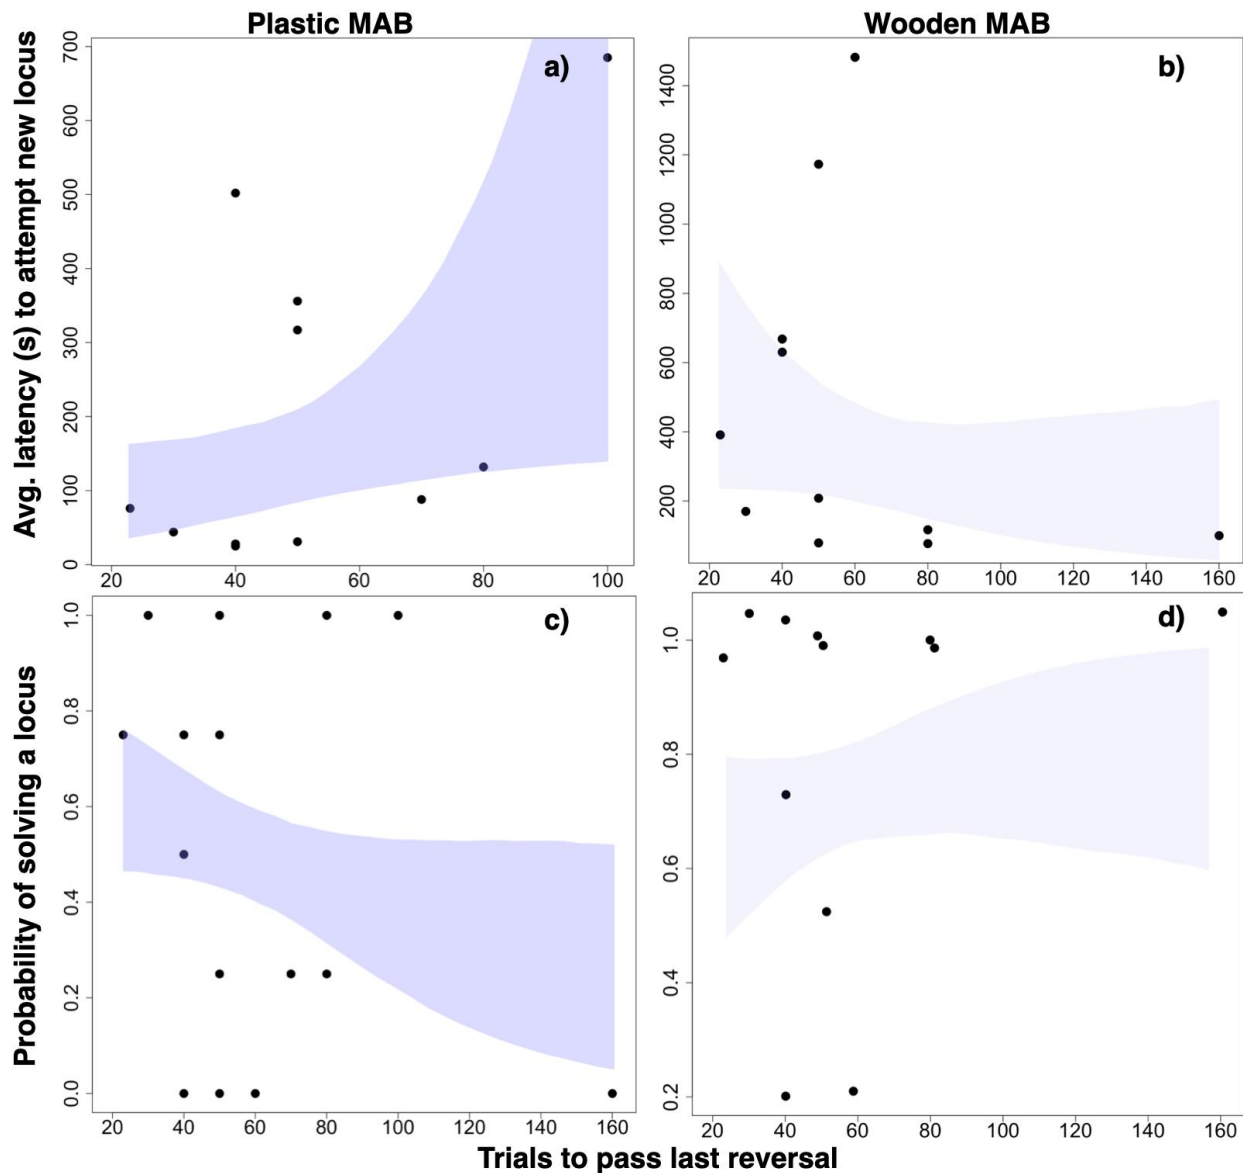 Plastic MAB
Wooden MAB
Avg. latency (s) to attempt new locus
a)
0 100 200 300 400 500 600 700
20 40 60 80 100
b)
200 400 600 800 1000 1200 1400
20 40 60 80 100 120 140 160
Probability of solving a locus
c)
0.0 0.2 0.4 0.6 0.8 1.0
20 40 60 80 100 120 140 160
d)
0.2 0.4 0.6 0.8 1.0
20 40 60 80 100 120 140 160
Trials to pass last reversal